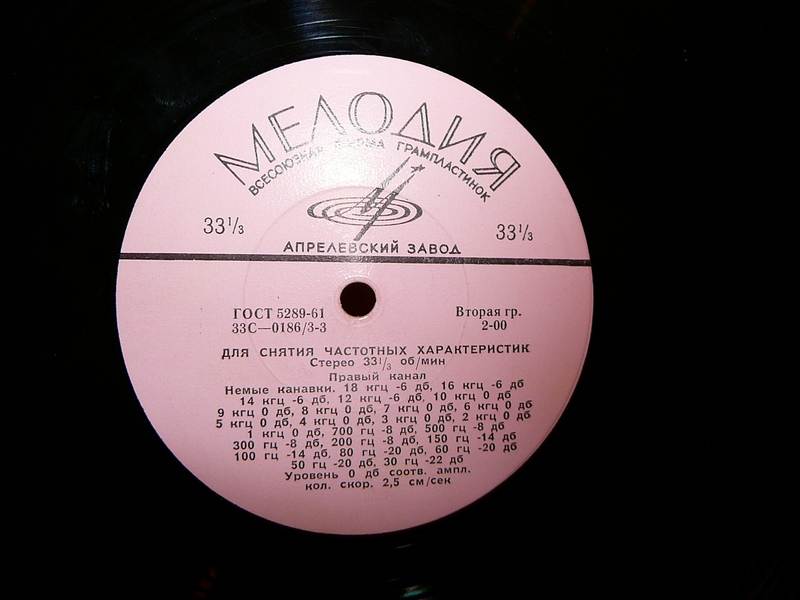 МЕЛОДИЯ
ВСЕСОЮЗНАЯ ФИРМА ГРАМПЛАСТИНОК
33⅓ 33⅓
АПРЕЛЕВСКИЙ ЗАВОД
ГОСТ 5289-61 Вторая гр.
33С—0186/3-3 2-00
ДЛЯ СНЯТИЯ ЧАСТОТНЫХ ХАРАКТЕРИСТИК
Стерео 33⅓ об/мин
Правый канал
Немые канавки. 18 кгц -6 дб, 16 кгц -6 дб
14 кгц -6 дб, 12 кгц -6 дб, 10 кгц 0 дб
9 кгц 0 дб, 8 кгц 0 дб, 7 кгц 0 дб, 6 кгц 0 дб
5 кгц 0 дб, 4 кгц 0 дб, 3 кгц 0 дб, 2 кгц 0 дб
1 кгц 0 дб, 700 гц -8 дб, 500 гц -8 дб
300 гц -8 дб, 200 гц -8 дб, 150 гц -14 дб
100 гц -14 дб, 80 гц -20 дб, 60 гц -20 дб
50 гц -20 дб, 30 гц -22 дб
Уровень 0 дб соотв. ампл.
кол. скор. 2,5 см/сек